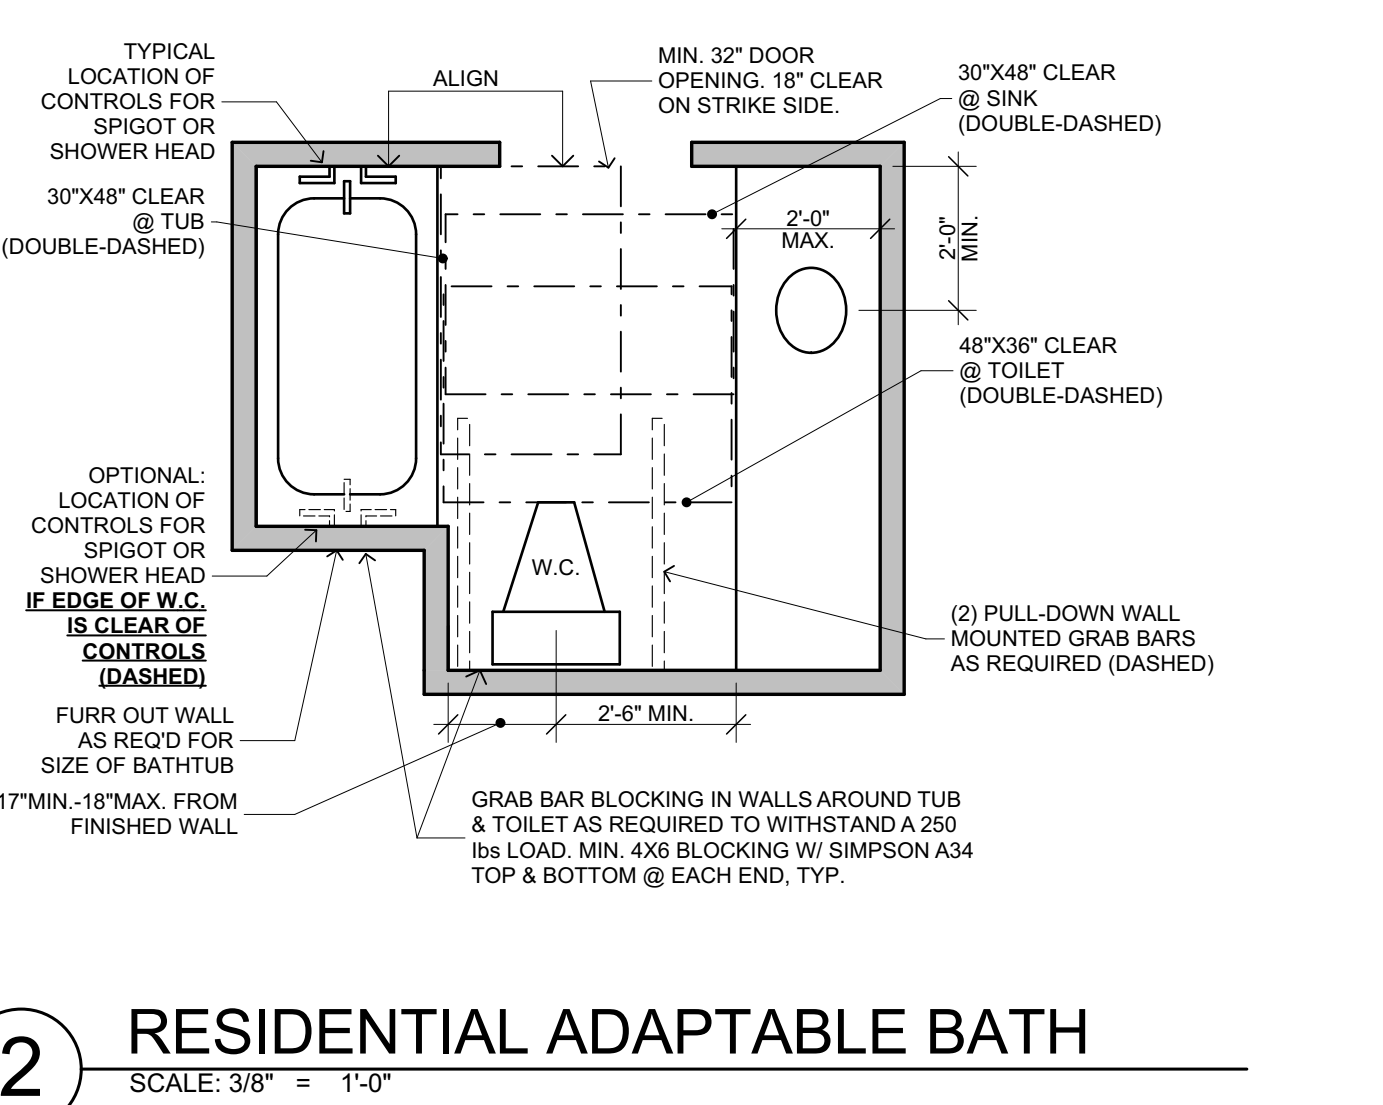 TYPICAL
LOCATION OF
CONTROLS FOR
SPIGOT OR
SHOWER HEAD
ALIGN
MIN. 32" DOOR
OPENING. 18" CLEAR
ON STRIKE SIDE.
30"X48" CLEAR
@ SINK
(DOUBLE-DASHED)
30"X48" CLEAR
@ TUB
(DOUBLE-DASHED)
2'-0"
MAX.
2'-0"
MIN.
48"X36" CLEAR
@ TOILET
(DOUBLE-DASHED)
OPTIONAL:
LOCATION OF
CONTROLS FOR
SPIGOT OR
SHOWER HEAD
IF EDGE OF W.C.
IS CLEAR OF
CONTROLS
(DASHED)
W.C.
(2) PULL-DOWN WALL
MOUNTED GRAB BARS
AS REQUIRED (DASHED)
FURR OUT WALL
AS REQ'D FOR
SIZE OF BATHTUB
2'-6" MIN.
17"MIN.-18"MAX. FROM
FINISHED WALL
GRAB BAR BLOCKING IN WALLS AROUND TUB
& TOILET AS REQUIRED TO WITHSTAND A 250
lbs LOAD. MIN. 4X6 BLOCKING W/ SIMPSON A34
TOP & BOTTOM @ EACH END, TYP.
2
RESIDENTIAL ADAPTABLE BATH
SCALE: 3/8" = 1'-0"